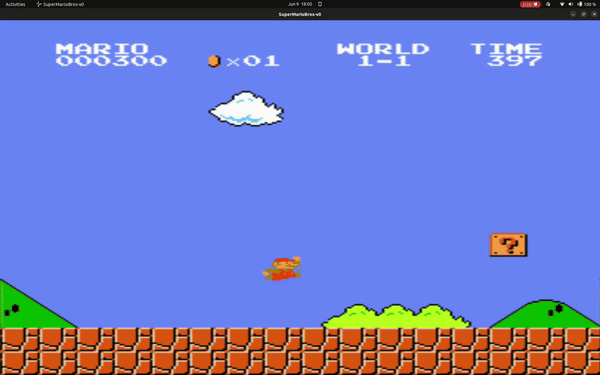 Activities SuperMarioBros-v0 Jun 9 18:03 100 %
SuperMarioBros-v0
MARIO WORLD TIME
000300 ×01 1-1 397
?